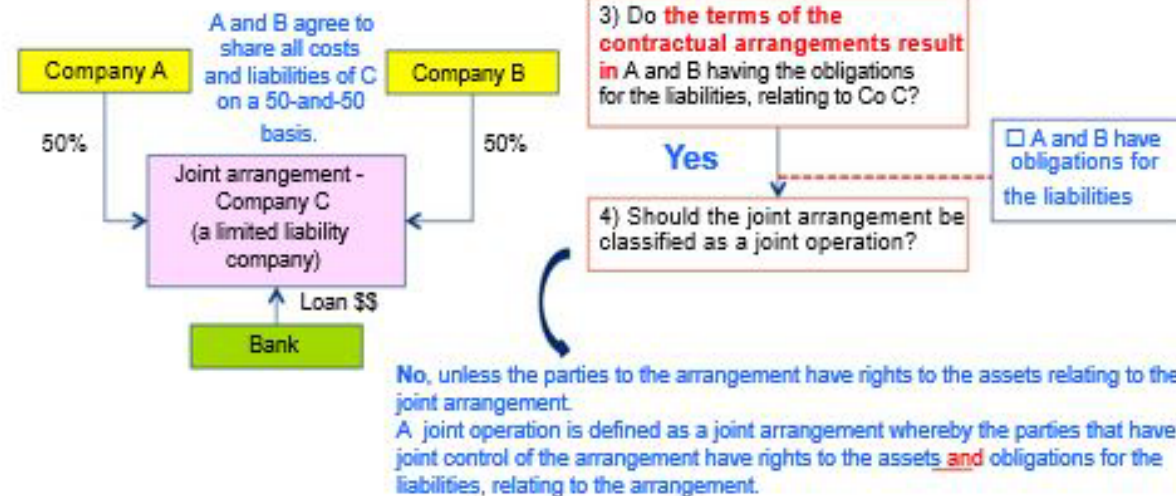 A and B agree to
share all costs
and liabilities of C
on a 50-and-50
basis.
Company A
Company B
50%
50%
Joint arrangement -
Company C
(a limited liability
company)
Loan $$
Bank
3) Do the terms of the
contractual arrangements result
in A and B having the obligations
for the liabilities, relating to Co C?
Yes
☐ A and B have
obligations for
the liabilities
4) Should the joint arrangement be
classified as a joint operation?
No, unless the parties to the arrangement have rights to the assets relating to the
joint arrangement.
A joint operation is defined as a joint arrangement whereby the parties that have
joint control of the arrangement have rights to the assets and obligations for the
liabilities, relating to the arrangement.